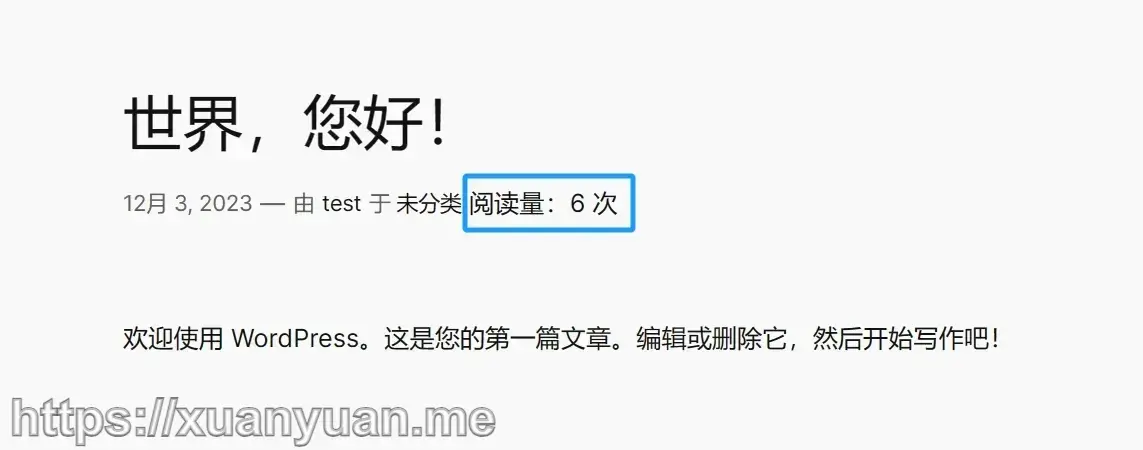 世界，您好！
12月 3, 2023 — 由 test 于 未分类 阅读量：6 次
欢迎使用 WordPress。这是您的第一篇文章。编辑或删除它，然后开始写作吧！
https://xuanyuan.me